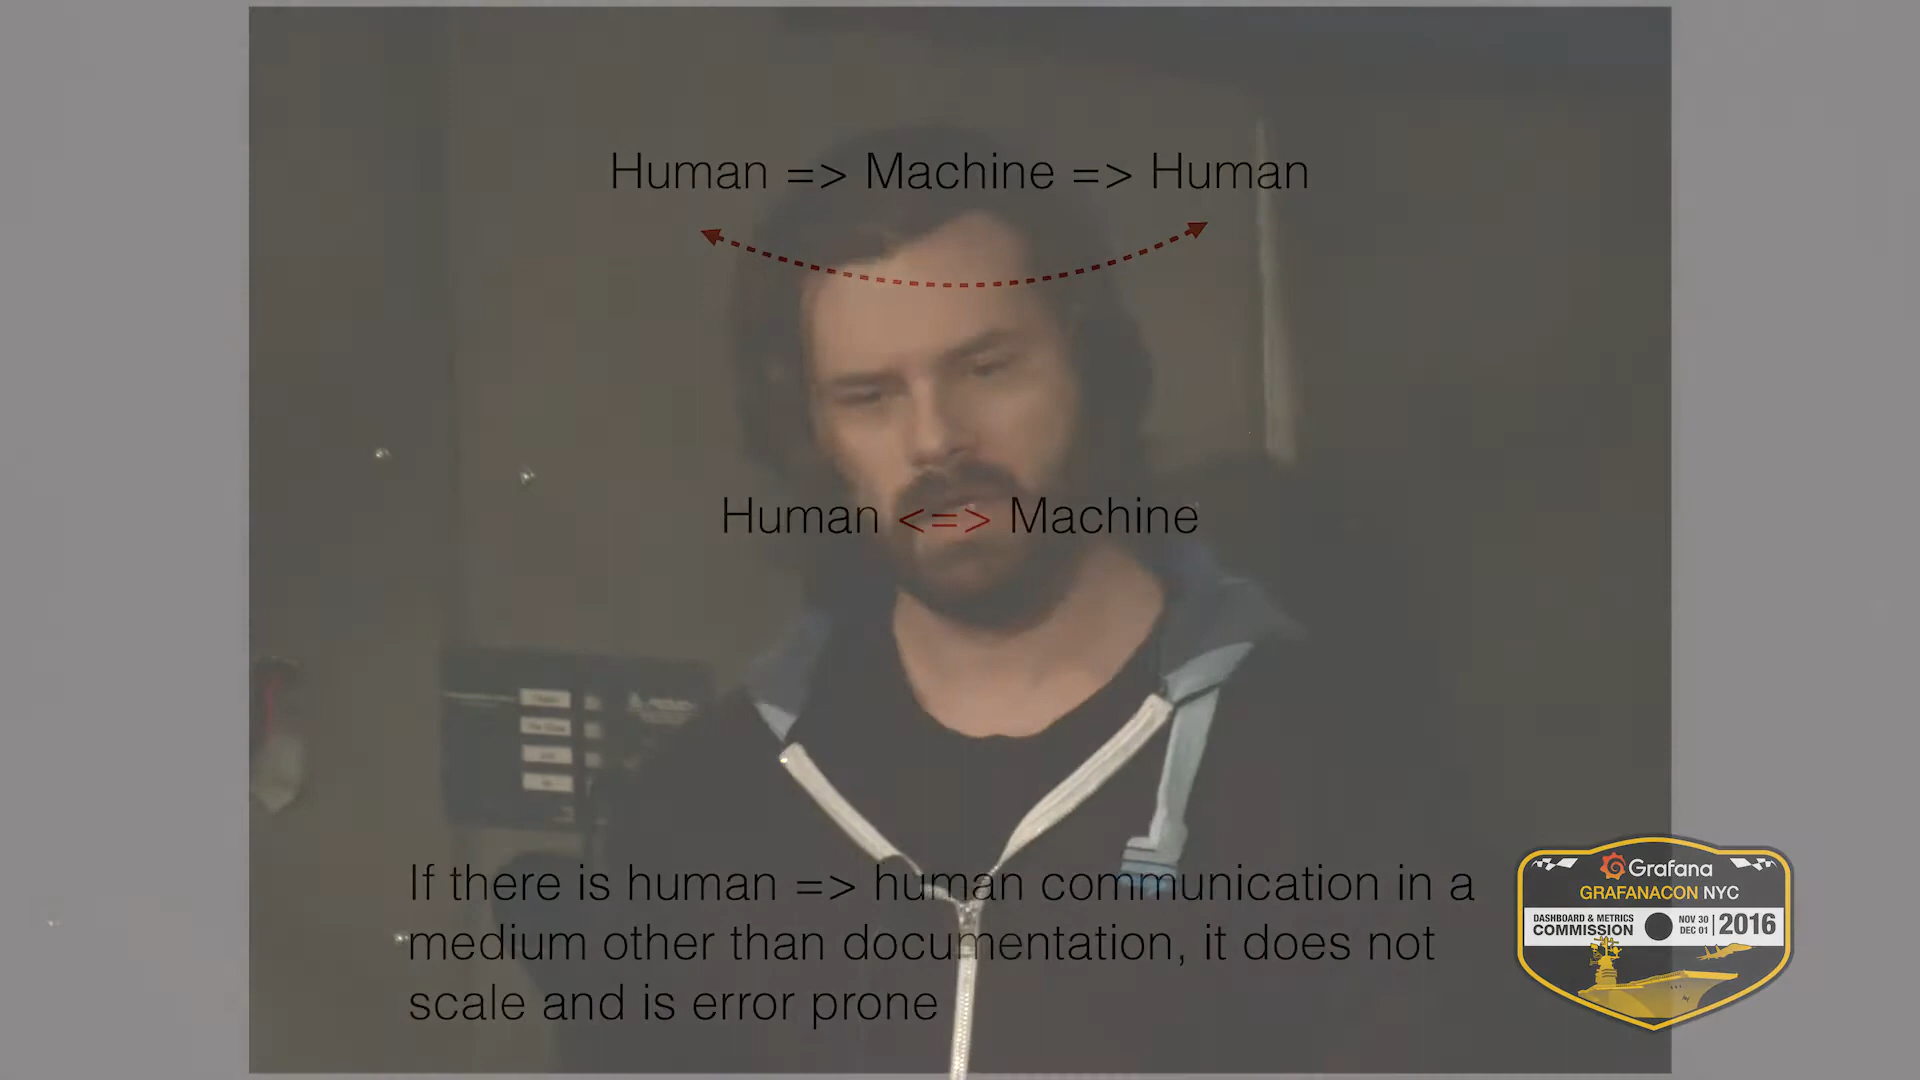 Human => Machine => Human
Human <=> Machine
If there is human => human communication in a
medium other than documentation, it does not
scale and is error prone
Grafana
GRAFANACON NYC
DASHBOARD & METRICS
COMMISSION
NOV 30
DEC 01
2016